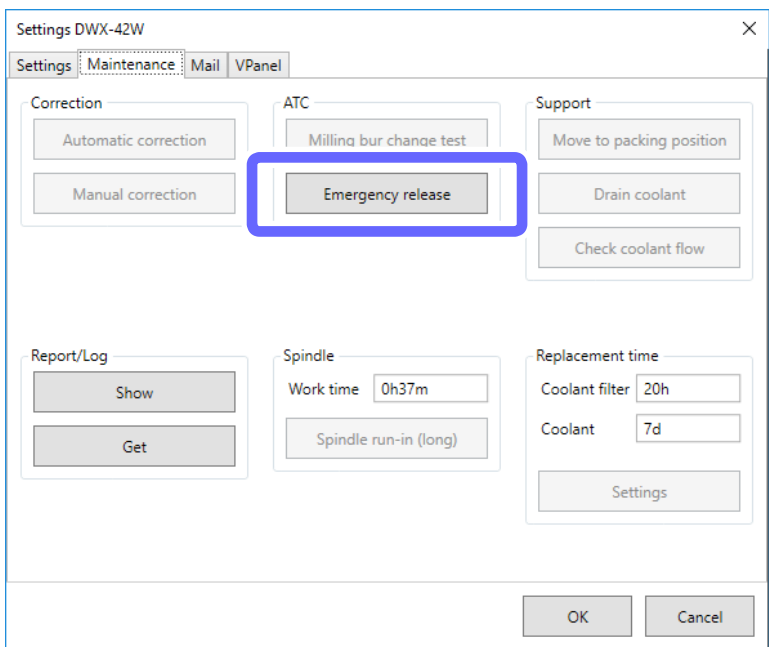 Settings DWX-42W
Settings Maintenance Mail VPanel
Correction
Automatic correction
Manual correction
ATC
Milling bur change test
Emergency release
Support
Move to packing position
Drain coolant
Check coolant flow
Report/Log
Show
Get
Spindle
Work time 0h37m
Spindle run-in (long)
Replacement time
Coolant filter 20h
Coolant 7d
Settings
OK Cancel